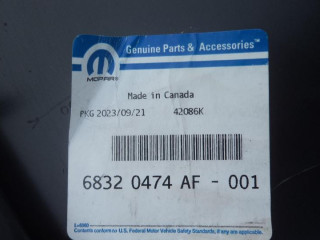 Genuine Parts & Accessories™
MOPAR®
Made in Canada
PKG 2023/09/21 42086K
6832 0474 AF - 001
Contents conform to U.S. Federal Motor Vehicle Safety Standards, if any are applicable.